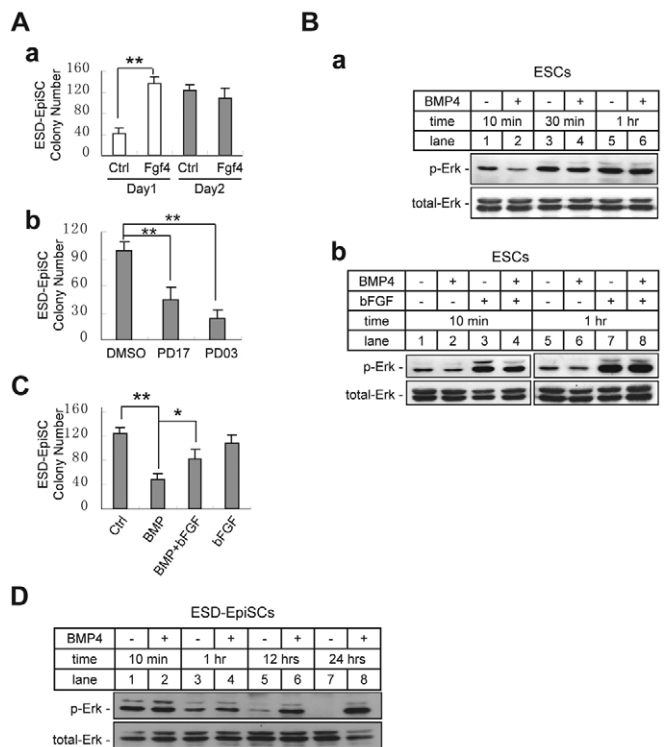 A
a
ESD-EpiSC
Colony Number
160
120
80
40
0
**
Ctrl Fgf4 Ctrl Fgf4
Day1 Day2
b
ESD-EpiSC
Colony Number
120
90
60
30
0
**
**
DMSO PD17 PD03
C
ESD-EpiSC
Colony Number
160
120
80
40
0
**
*
Ctrl
BMP
BMP+bFGF
bFGF
B
a
ESCs
BMP4 - + - + - +
time 10 min 30 min 1 hr
lane 1 2 3 4 5 6
p-Erk -
total-Erk -
b
ESCs
BMP4 - + - + - + - +
bFGF - - + + - - + +
time 10 min 1 hr
lane 1 2 3 4 5 6 7 8
p-Erk -
total-Erk -
D
ESD-EpiSCs
BMP4 - + - + - + - +
time 10 min 1 hr 12 hrs 24 hrs
lane 1 2 3 4 5 6 7 8
p-Erk -
total-Erk -